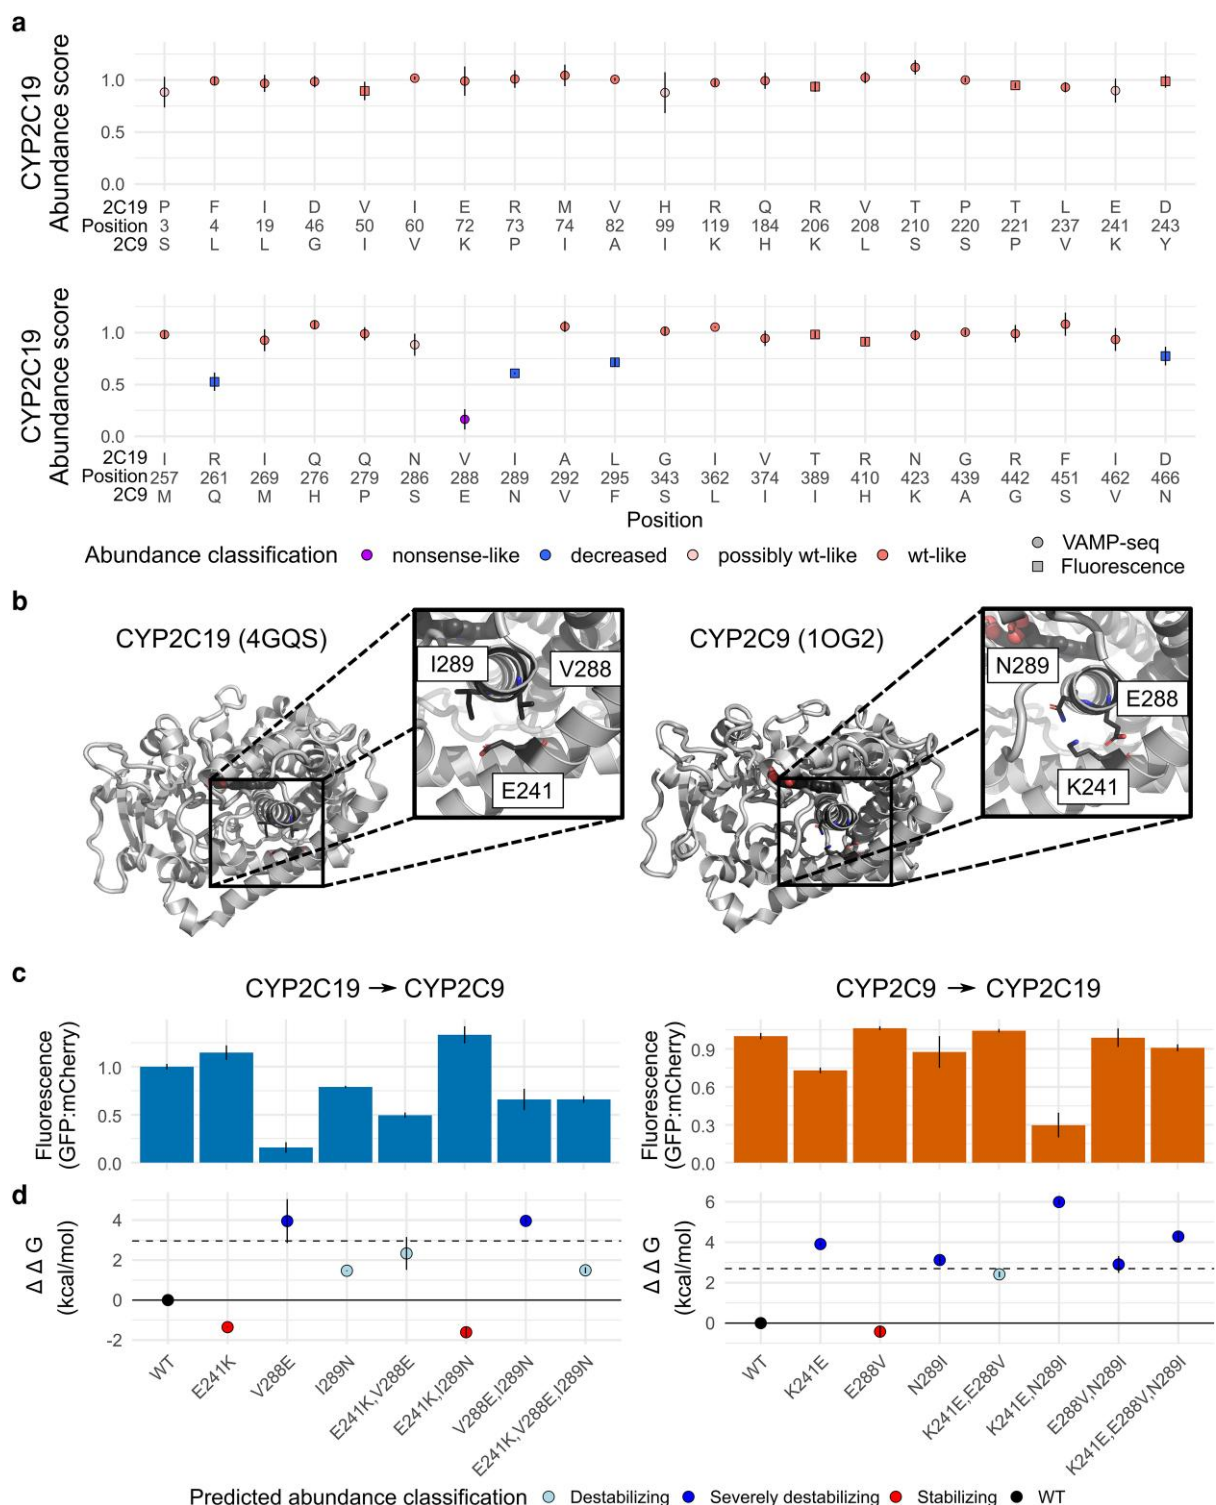 a
CYP2C19
Abundance score
1.0
0.5
0.0
2C19 P F I D V I E R M V H R Q R V T P T L E D
Position 3 4 19 46 50 60 72 73 74 82 99 119 184 206 208 210 220 221 237 241 243
2C9 S L L G I V K P I A I K H K L S S P V K Y
CYP2C19
Abundance score
1.0
0.5
0.0
2C19 I R I Q Q N V I A L G I V T R N G R F I D
Position 257 261 269 276 279 286 288 289 292 295 343 362 374 389 410 423 439 442 451 462 466
2C9 M Q M H P S E N V F S L I I H K A G S V N
Position
Abundance classification nonsense-like decreased possibly wt-like wt-like
VAMP-seq
Fluorescence
b
CYP2C19 (4GQS)
I289
V288
E241
CYP2C9 (1OG2)
N289
E288
K241
c
CYP2C19 → CYP2C9
Fluorescence
(GFP:mCherry)
1.0
0.5
0.0
CYP2C9 → CYP2C19
Fluorescence
(GFP:mCherry)
0.9
0.6
0.3
0.0
d
Δ Δ G
(kcal/mol)
4
2
0
-2
WT
E241K
V288E
I289N
E241K,V288E
E241K,I289N
V288E,I289N
E241K,V288E,I289N
Δ Δ G
(kcal/mol)
6
4
2
0
WT
K241E
E288V
N289I
K241E,E288V
K241E,N289I
E288V,N289I
K241E,E288V,N289I
Predicted abundance classification Destabilizing Severely destabilizing Stabilizing WT